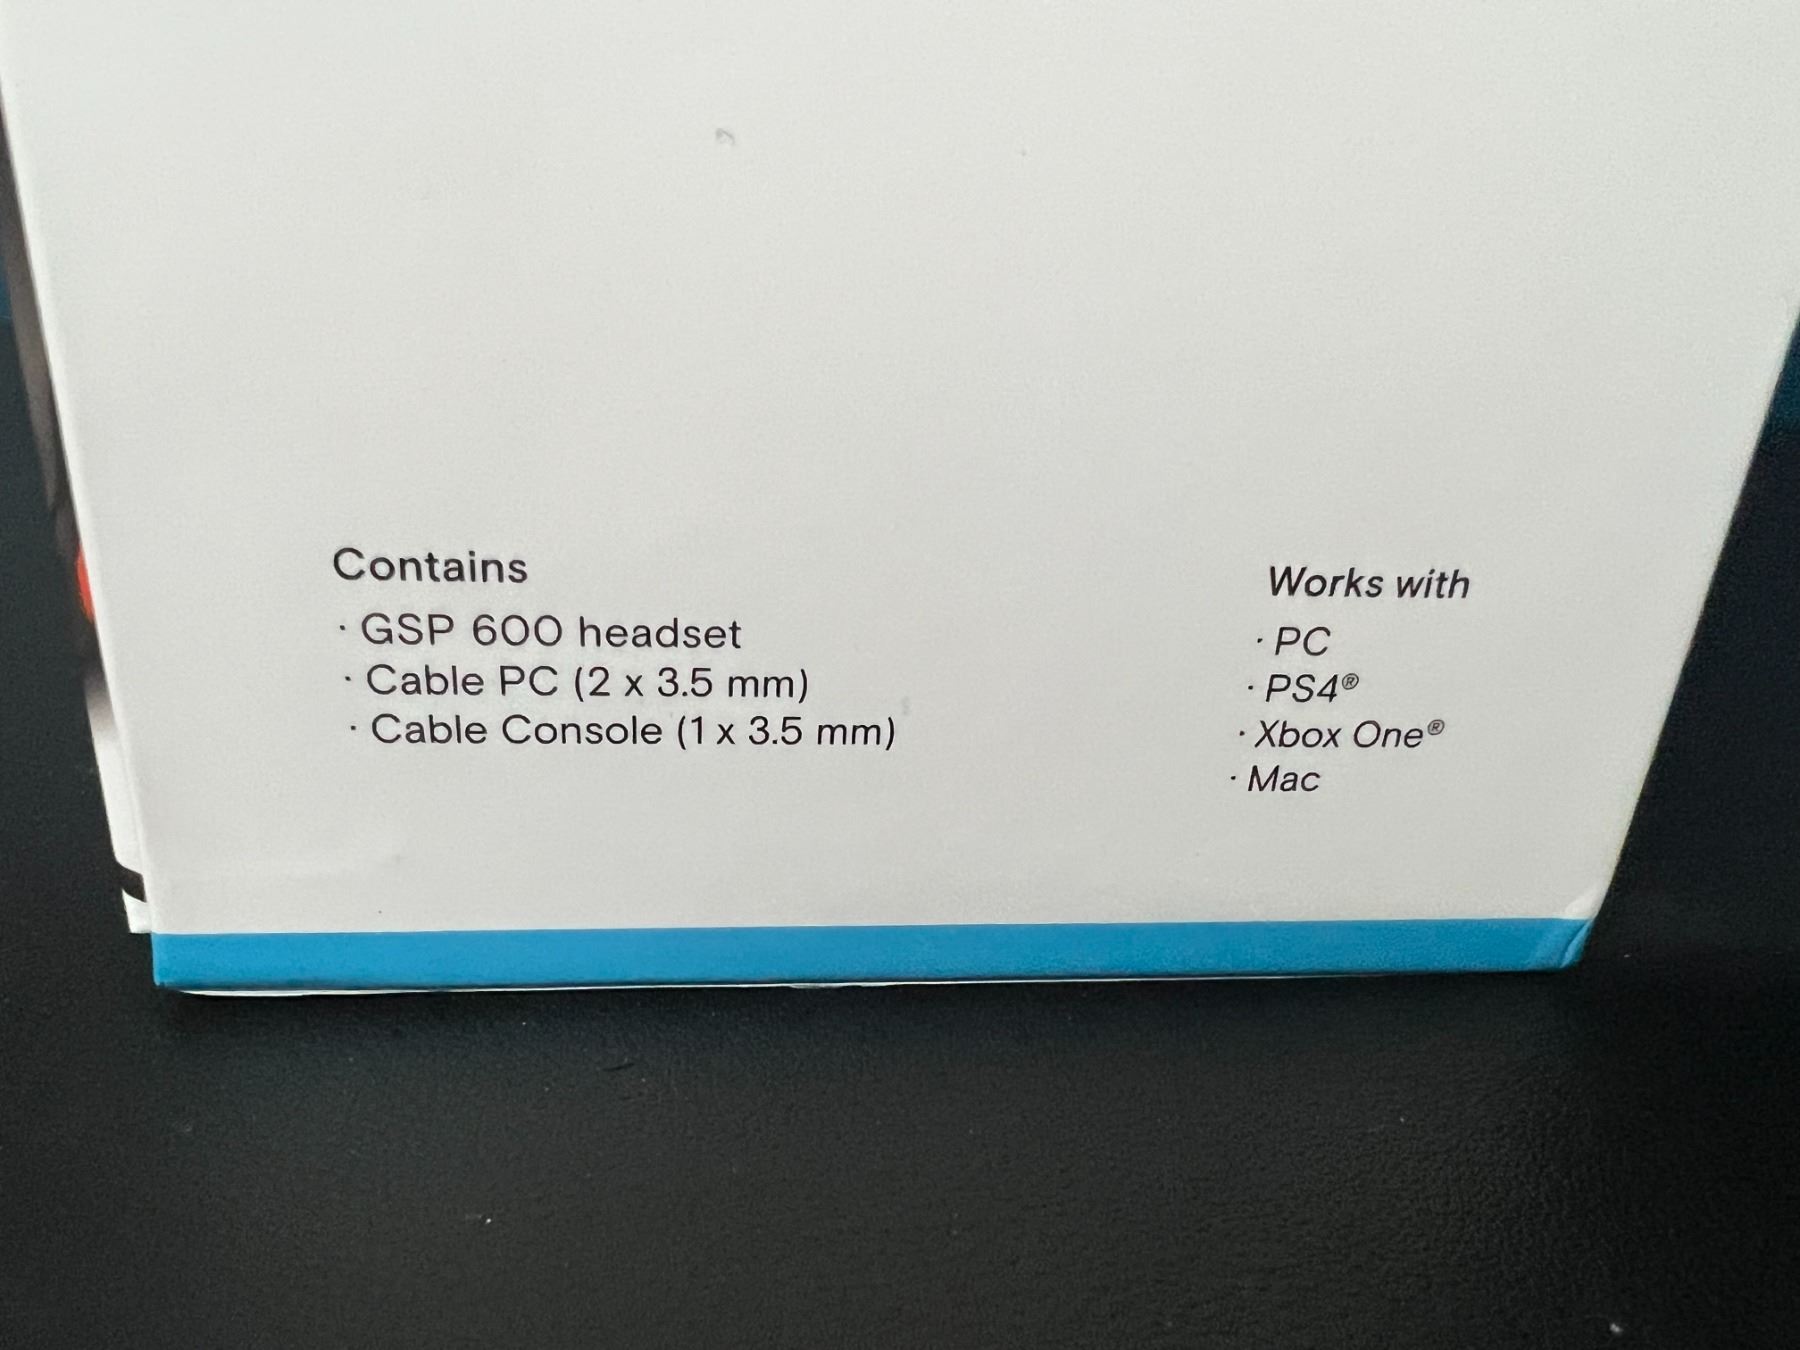 Contains
· GSP 600 headset
· Cable PC (2 x 3.5 mm)
· Cable Console (1 x 3.5 mm)
Works with
· PC
· PS4®
· Xbox One®
· Mac